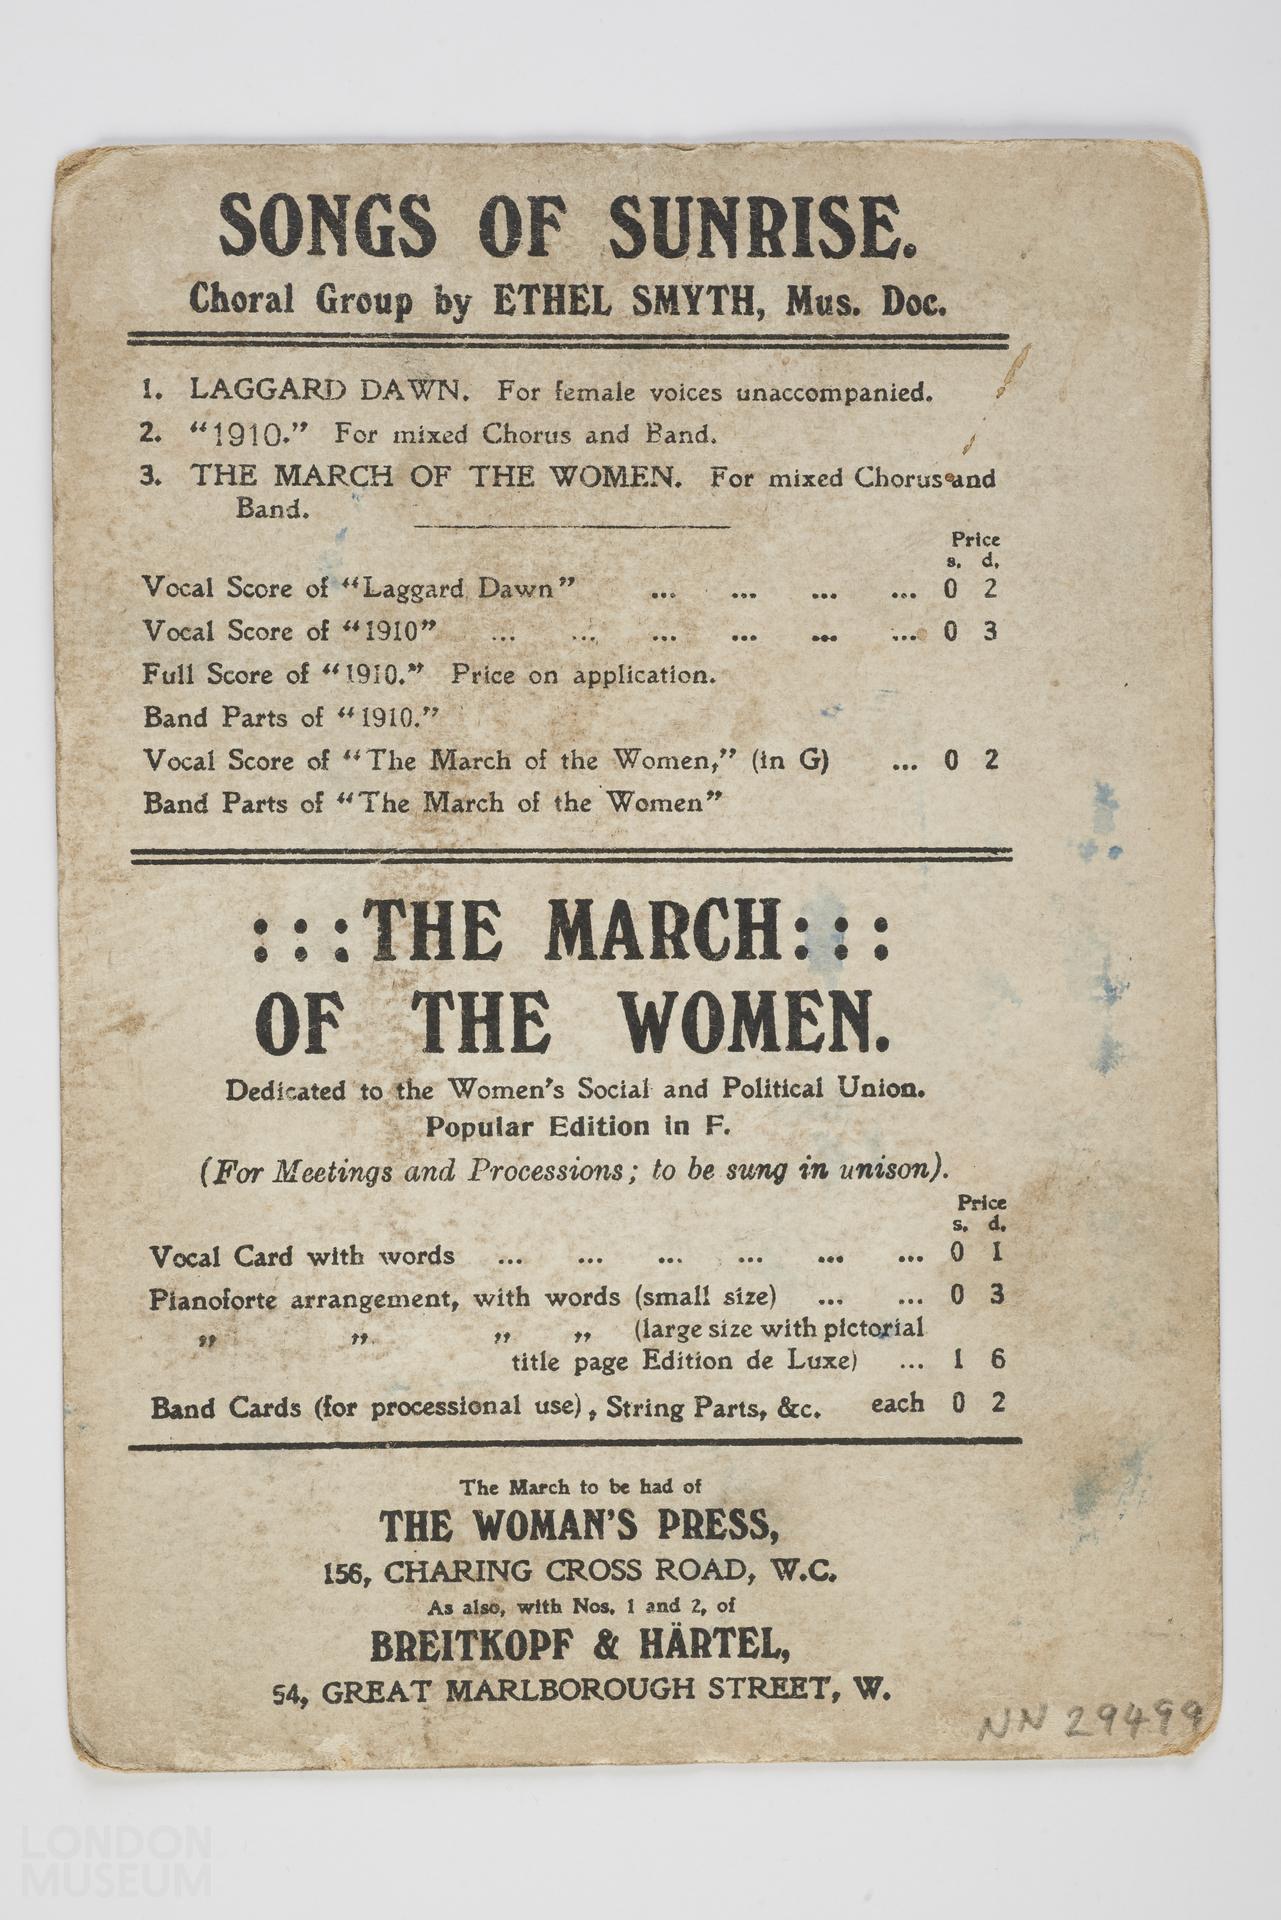 SONGS OF SUNRISE.
Choral Group by ETHEL SMYTH, Mus. Doc.
1. LAGGARD DAWN. For female voices unaccompanied.
2. “1910.” For mixed Chorus and Band.
3. THE MARCH OF THE WOMEN. For mixed Chorus and
Band.
Price
s. d.
Vocal Score of “Laggard Dawn” ... ... ... ... 0 2
Vocal Score of “1910” ... ... ... ... ... ... 0 3
Full Score of “1910.” Price on application.
Band Parts of “1910.”
Vocal Score of “The March of the Women,” (in G) ... 0 2
Band Parts of “The March of the Women”
:::THE MARCH:::
OF THE WOMEN.
Dedicated to the Women’s Social and Political Union.
Popular Edition in F.
(For Meetings and Processions; to be sung in unison).
Price
s. d.
Vocal Card with words ... ... ... ... ... ... 0 1
Pianoforte arrangement, with words (small size) ... ... 0 3
„ „ „ „ (large size with pictorial
title page Edition de Luxe) ... 1 6
Band Cards (for processional use), String Parts, &c. each 0 2
The March to be had of
THE WOMAN’S PRESS,
156, CHARING CROSS ROAD, W.C.
As also, with Nos. 1 and 2, of
BREITKOPF & HÄRTEL,
54, GREAT MARLBOROUGH STREET, W.
NN 29499
LONDON
MUSEUM